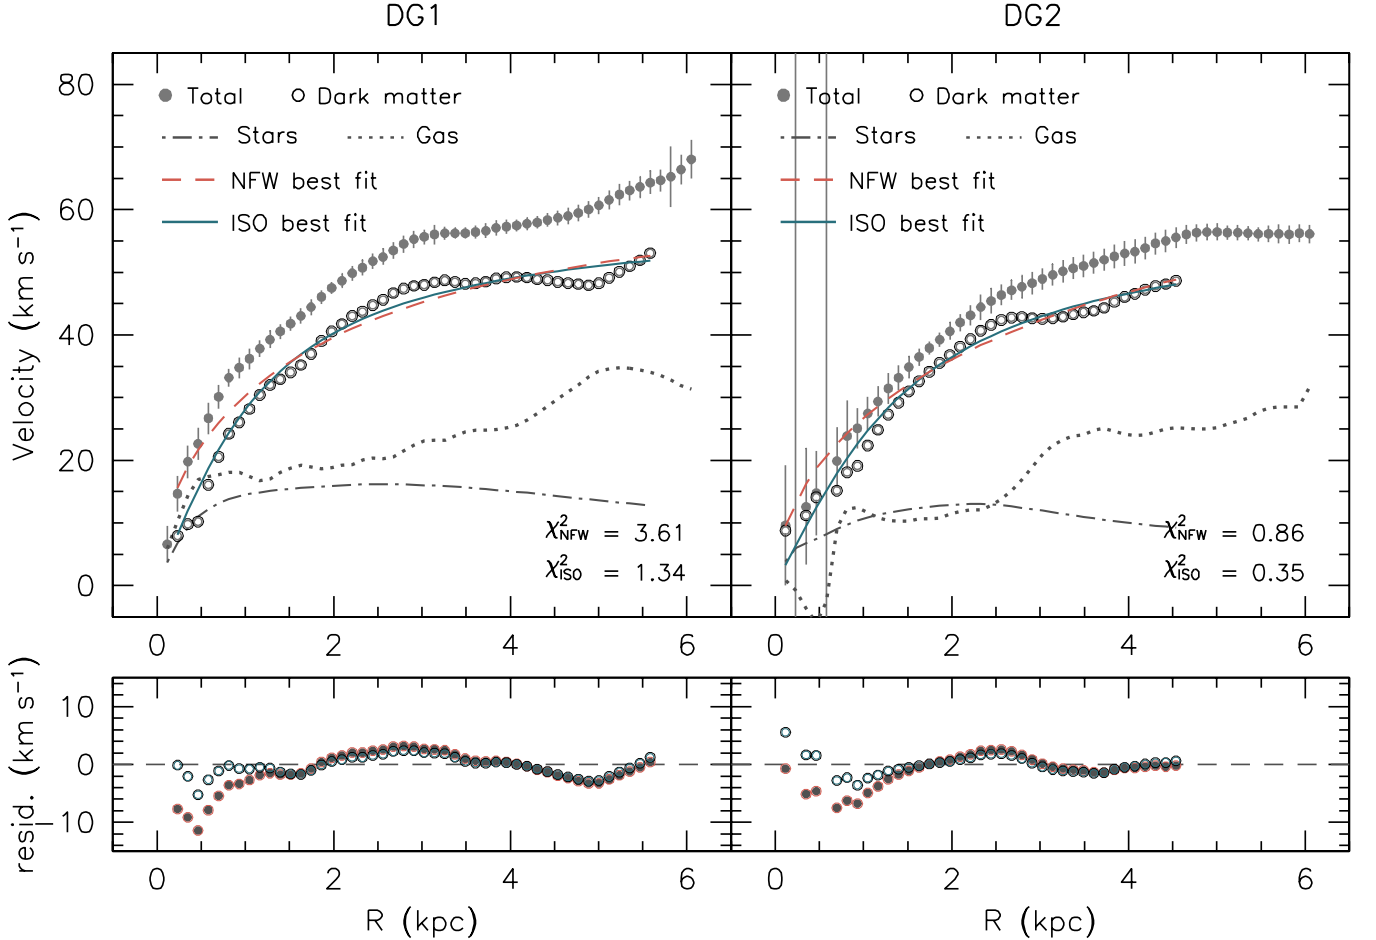 DG1 DG2
80 Total Dark matter Total Dark matter
Stars Gas Stars Gas
NFW best fit NFW best fit
60 ISO best fit ISO best fit
Velocity (km s⁻¹)
40
20
χ²NFW = 3.61 χ²NFW = 0.86
χ²ISO = 1.34 χ²ISO = 0.35
0
0 2 4 6 0 2 4 6
resid. (km s⁻¹)
10
0
−10
0 2 4 6 0 2 4 6
R (kpc) R (kpc)